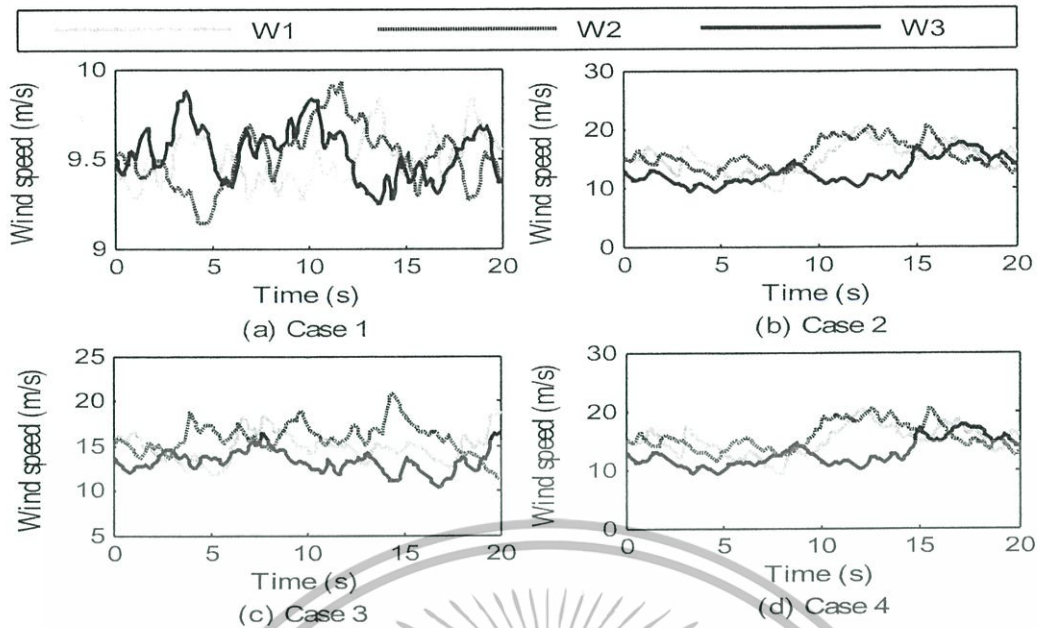 W1 W2 W3
Wind speed (m/s)
10
9.5
9
0 5 10 15 20
Time (s)
(a) Case 1
Wind speed (m/s)
30
20
10
0
0 5 10 15 20
Time (s)
(b) Case 2
Wind speed (m/s)
25
20
15
10
5
0 5 10 15 20
Time (s)
(c) Case 3
Wind speed (m/s)
30
20
10
0
0 5 10 15 20
Time (s)
(d) Case 4